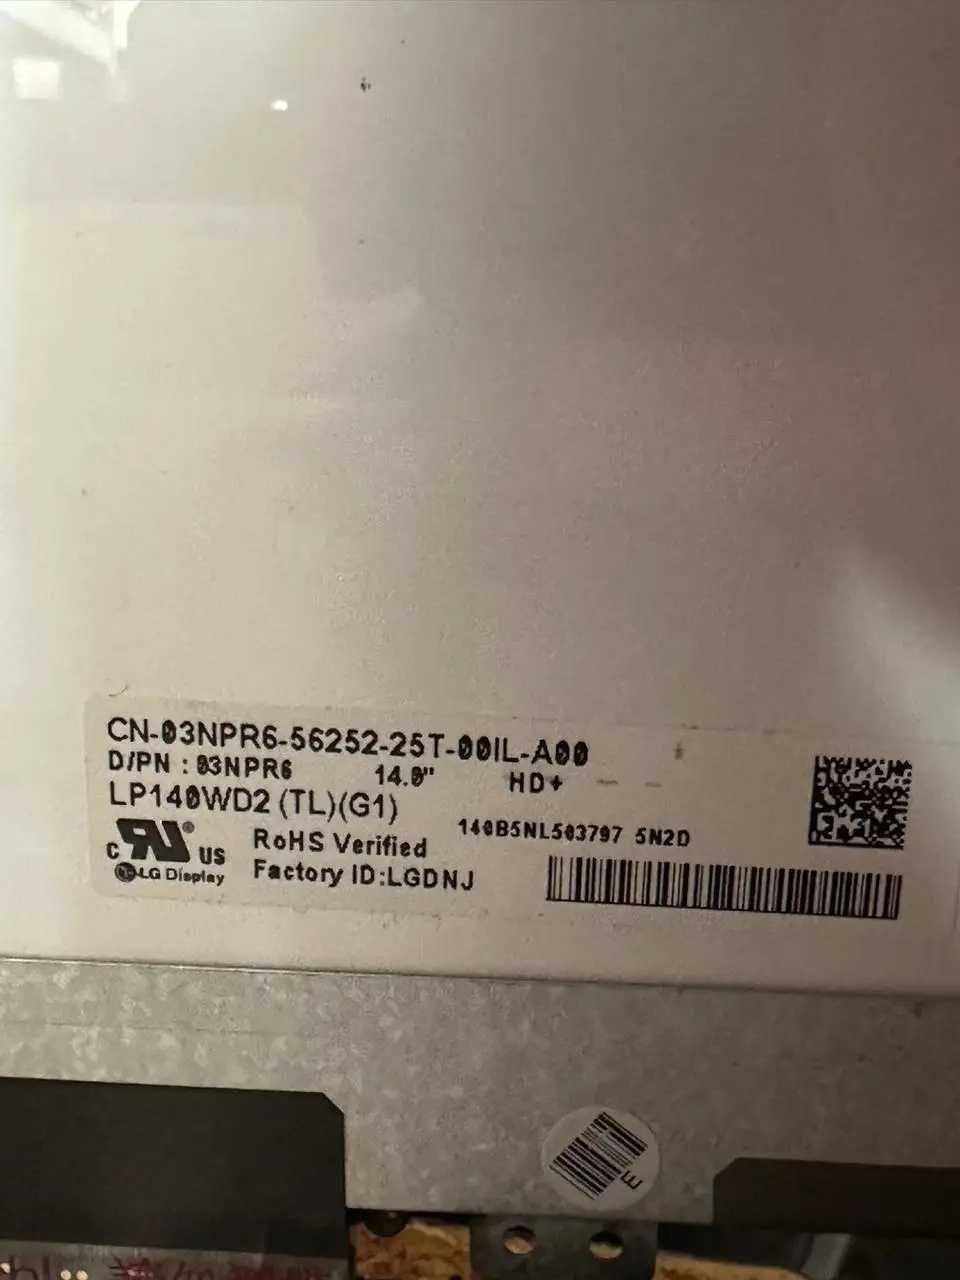 CN-03NPR6-56252-25T-00IL-A00
D/PN : 03NPR6 14.0" HD+
LP140WD2 (TL)(G1)
140B5NL503797 5N2D
C RU® US
RoHS Verified
LG Display
Factory ID:LGDNJ
E